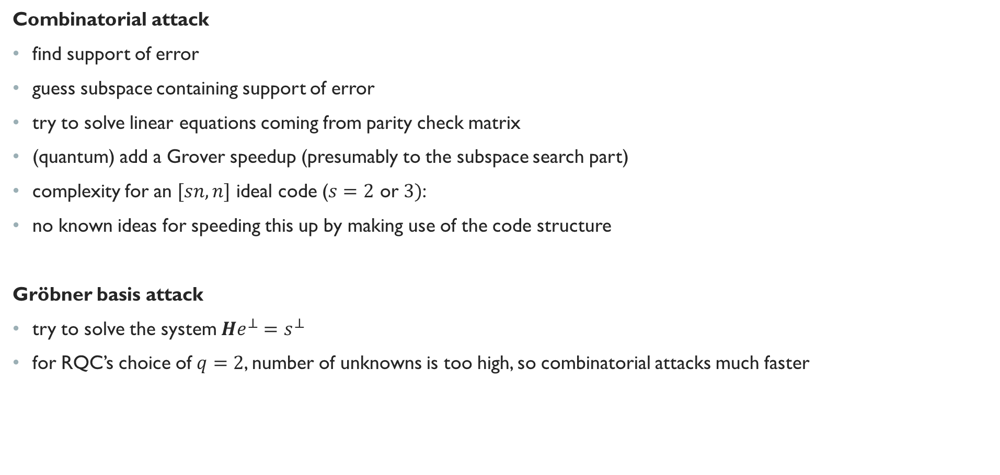 Combinatorial attack
• find support of error
• guess subspace containing support of error
• try to solve linear equations coming from parity check matrix
• (quantum) add a Grover speedup (presumably to the subspace search part)
• complexity for an [sn, n] ideal code (s = 2 or 3):
• no known ideas for speeding this up by making use of the code structure
Gröbner basis attack
• try to solve the system He⊥ = s⊥
• for RQC’s choice of q = 2, number of unknowns is too high, so combinatorial attacks much faster